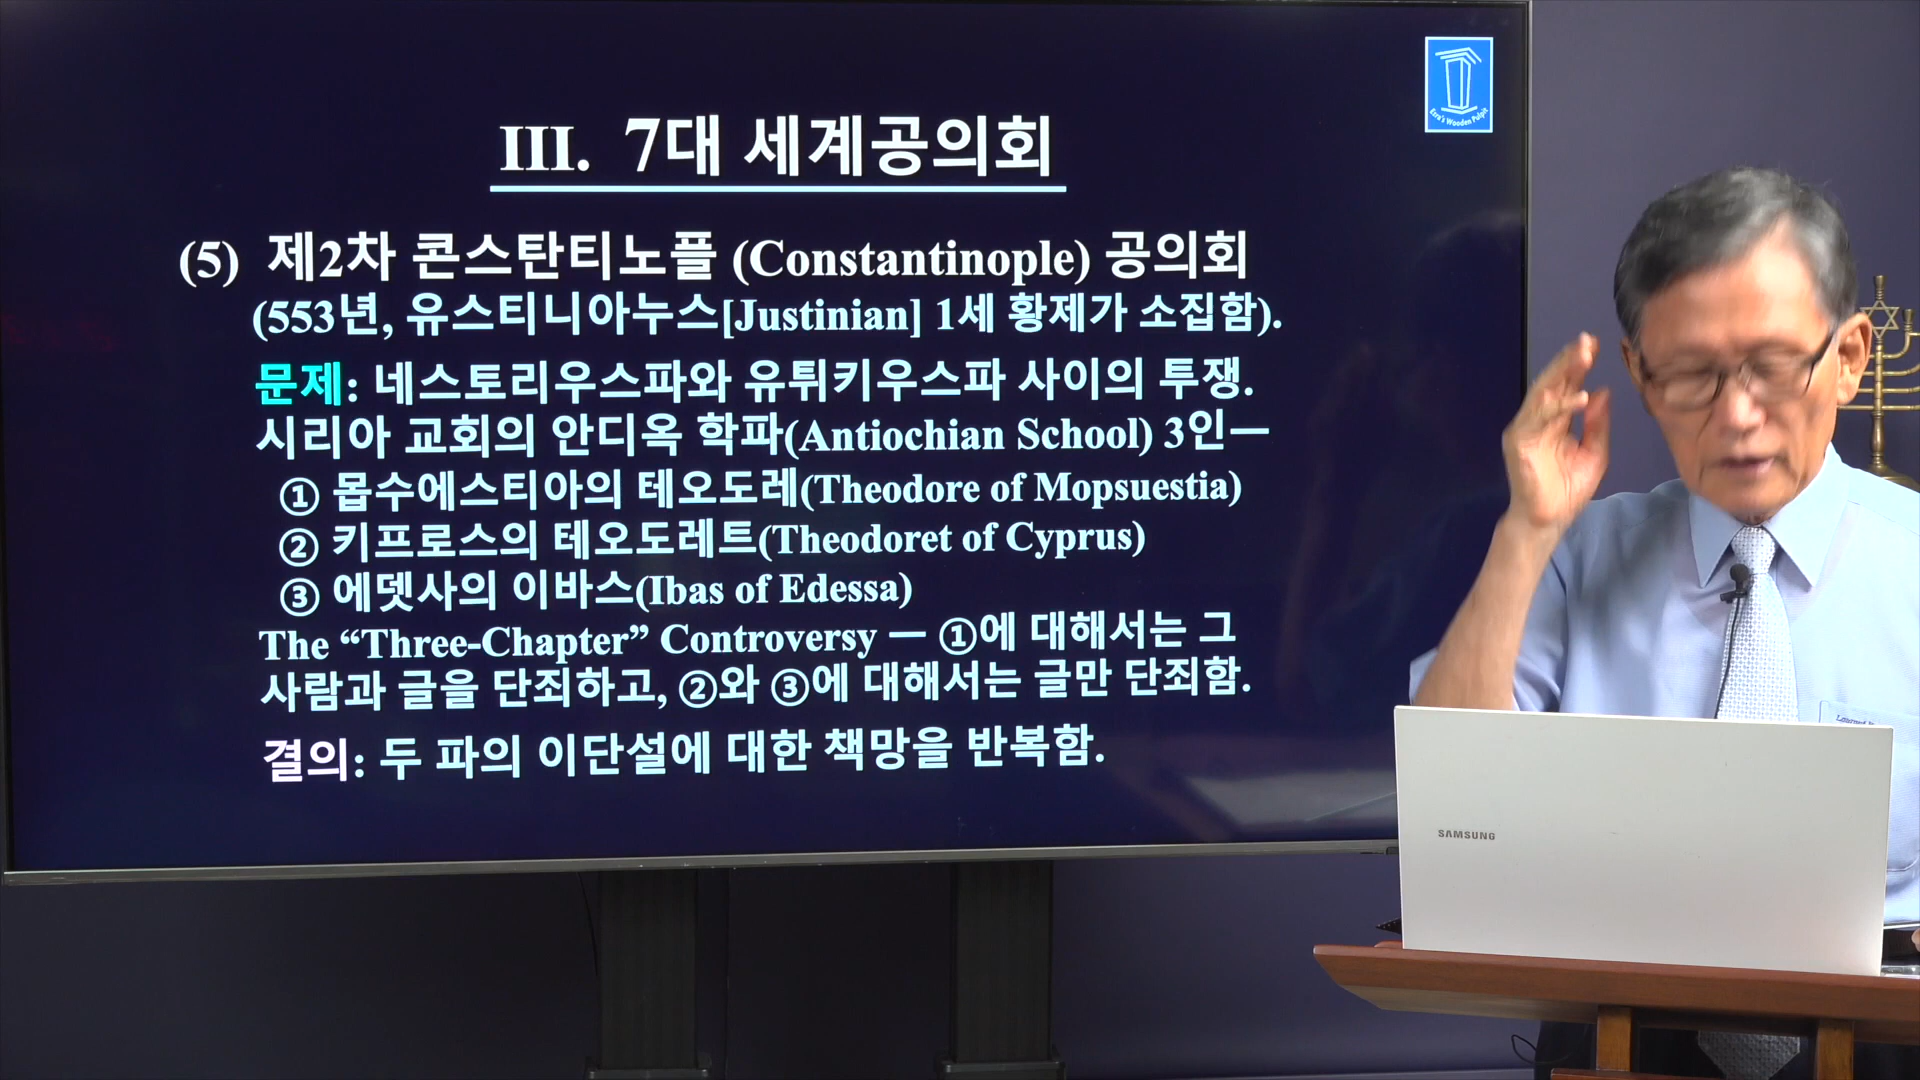 Ezra's Wooden Pulpit
III. 7대 세계공의회
(5) 제2차 콘스탄티노플 (Constantinople) 공의회
(553년, 유스티니아누스[Justinian] 1세 황제가 소집함).
문제: 네스토리우스파와 유튀키우스파 사이의 투쟁.
시리아 교회의 안디옥 학파(Antiochian School) 3인—
① 몹수에스티아의 테오도레(Theodore of Mopsuestia)
② 키프로스의 테오도레트(Theodoret of Cyprus)
③ 에뎃사의 이바스(Ibas of Edessa)
The “Three-Chapter” Controversy — ①에 대해서는 그
사람과 글을 단죄하고, ②와 ③에 대해서는 글만 단죄함.
결의: 두 파의 이단설에 대한 책망을 반복함.
SAMSUNG